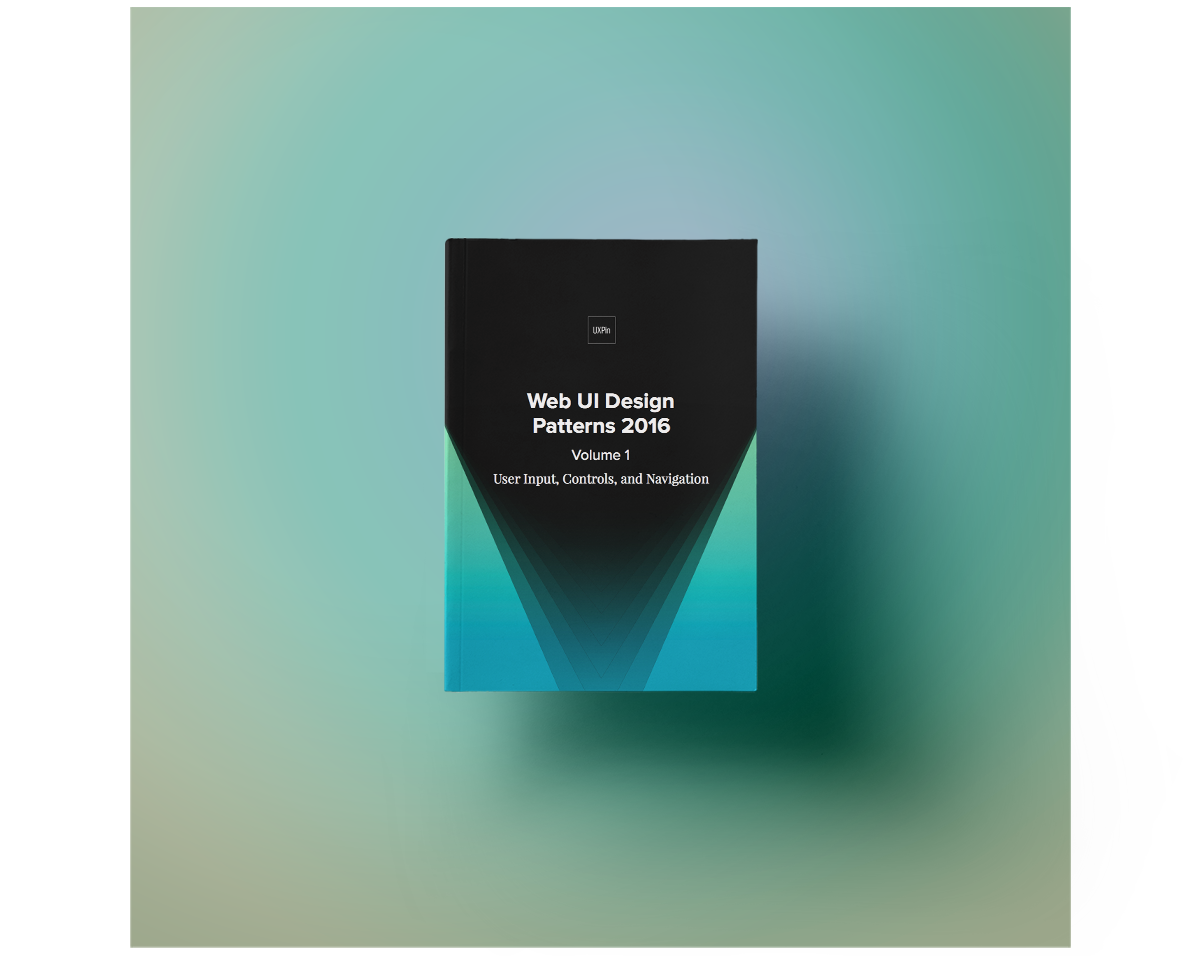 UXPin
Web UI Design
Patterns 2016
Volume 1
User Input, Controls, and Navigation